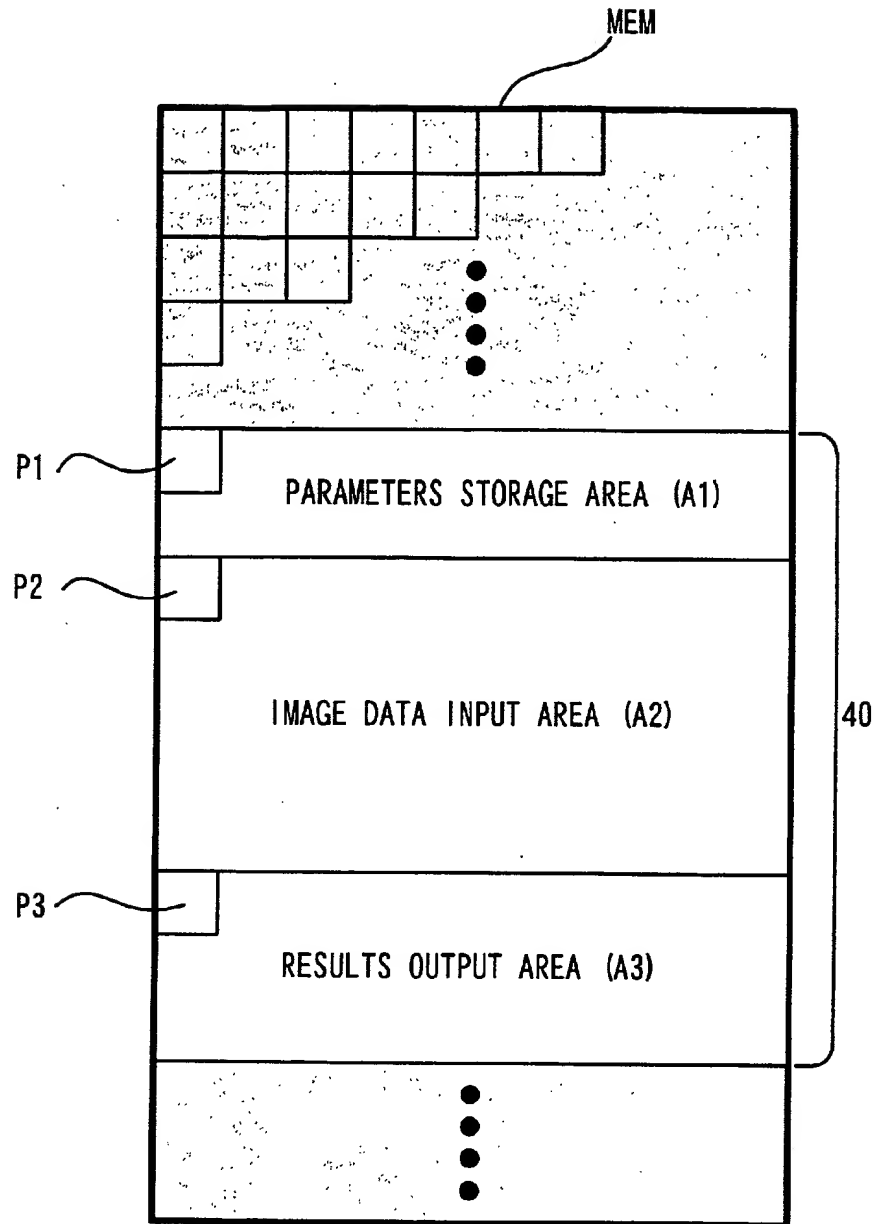 MEM
P1
PARAMETERS STORAGE AREA (A1)
P2
IMAGE DATA INPUT AREA (A2)
40
P3
RESULTS OUTPUT AREA (A3)